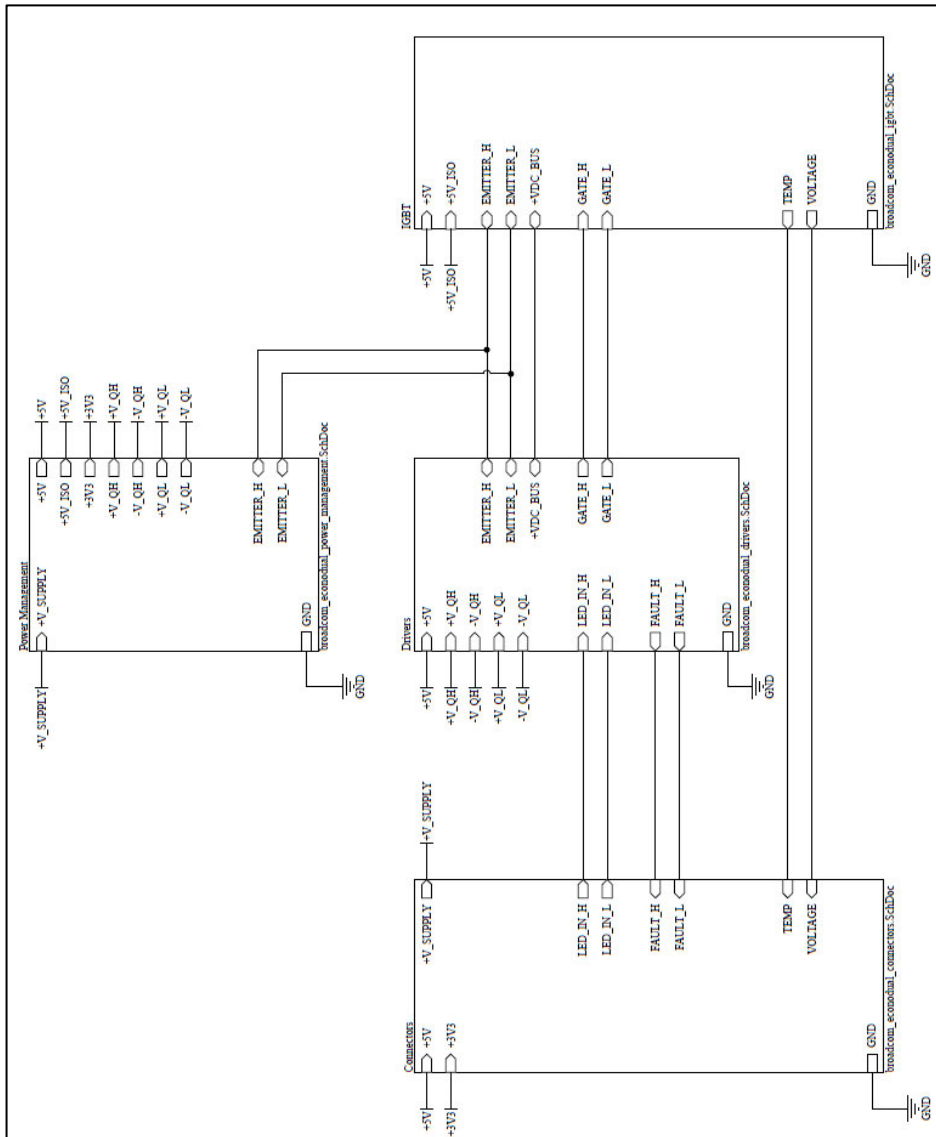 Power Management
+V_SUPPLY
+V_SUPPLY
GND
GND
+5V
+5V
+5V_ISO
+5V_ISO
+3V3
+3V3
+V_QH
+V_QH
-V_QH
-V_QH
+V_QL
+V_QL
-V_QL
-V_QL
EMITTER_H
EMITTER_L
broadcom_econodual_power_management.SchDoc
Connectors
+5V
+5V
+3V3
+3V3
GND
GND
+V_SUPPLY
+V_SUPPLY
LED_IN_H
LED_IN_L
FAULT_H
FAULT_L
TEMP
VOLTAGE
broadcom_econodual_connectors.SchDoc
Drivers
+5V
+5V
+V_QH
+V_QH
-V_QH
-V_QH
+V_QL
+V_QL
-V_QL
-V_QL
LED_IN_H
LED_IN_L
FAULT_H
FAULT_L
GND
GND
EMITTER_H
EMITTER_L
+VDC_BUS
GATE_H
GATE_L
broadcom_econodual_drivers.SchDoc
IGBT
+5V
+5V
+5V_ISO
+5V_ISO
EMITTER_H
EMITTER_L
+VDC_BUS
GATE_H
GATE_L
TEMP
VOLTAGE
GND
GND
broadcom_econodual_igbt.SchDoc